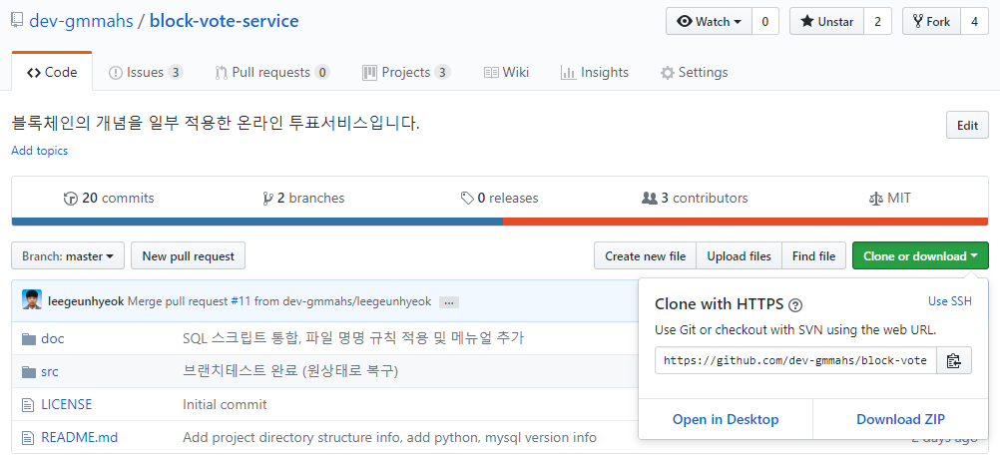 dev-gmmahs / block-vote-service
Watch 0 Unstar 2 Fork 4
Code Issues 3 Pull requests 0 Projects 3 Wiki Insights Settings
블록체인의 개념을 일부 적용한 온라인 투표서비스입니다.
Edit
Add topics
20 commits 2 branches 0 releases 3 contributors MIT
Branch: master New pull request Create new file Upload files Find file Clone or download
leegeunhyeok Merge pull request #11 from dev-gmmahs/leegeunhyeok ...
Clone with HTTPS ? Use SSH
Use Git or checkout with SVN using the web URL.
https://github.com/dev-gmmahs/block-vote
Open in Desktop Download ZIP
doc SQL 스크립트 통합, 파일 명명 규칙 적용 및 메뉴얼 추가
src 브랜치테스트 완료 (원상태로 복구)
LICENSE Initial commit
README.md Add project directory structure info, add python, mysql version info 2 days ago